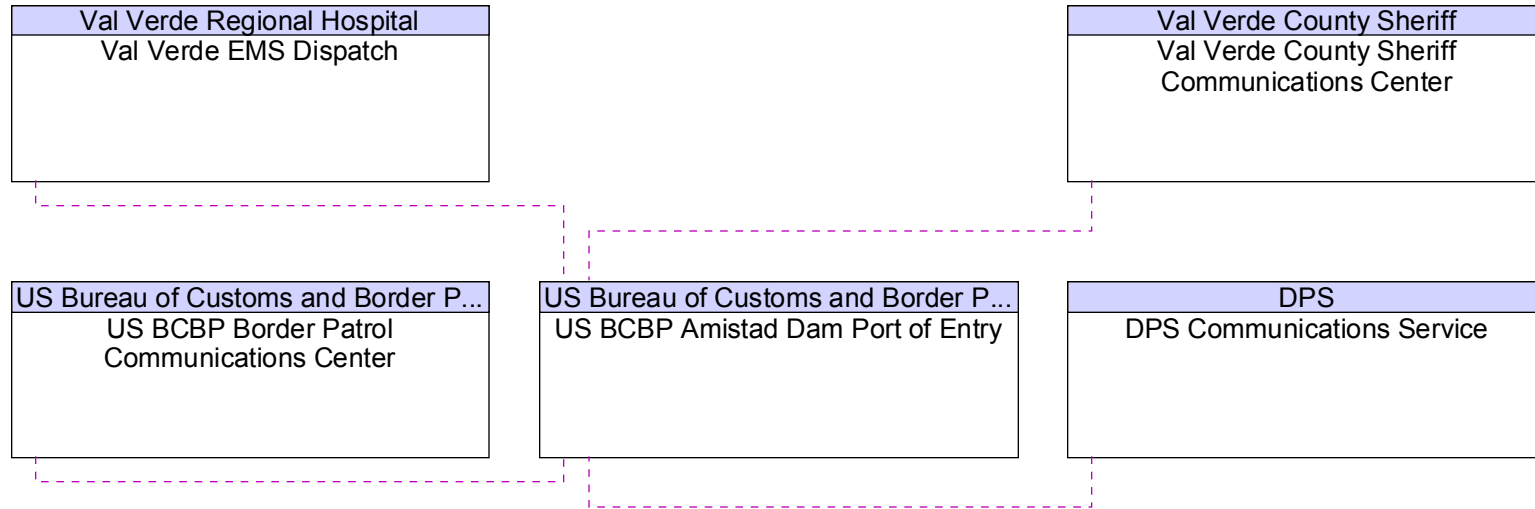 Val Verde Regional Hospital
Val Verde EMS Dispatch
Val Verde County Sheriff
Val Verde County Sheriff
Communications Center
US Bureau of Customs and Border P...
US BCBP Border Patrol
Communications Center
US Bureau of Customs and Border P...
US BCBP Amistad Dam Port of Entry
DPS
DPS Communications Service